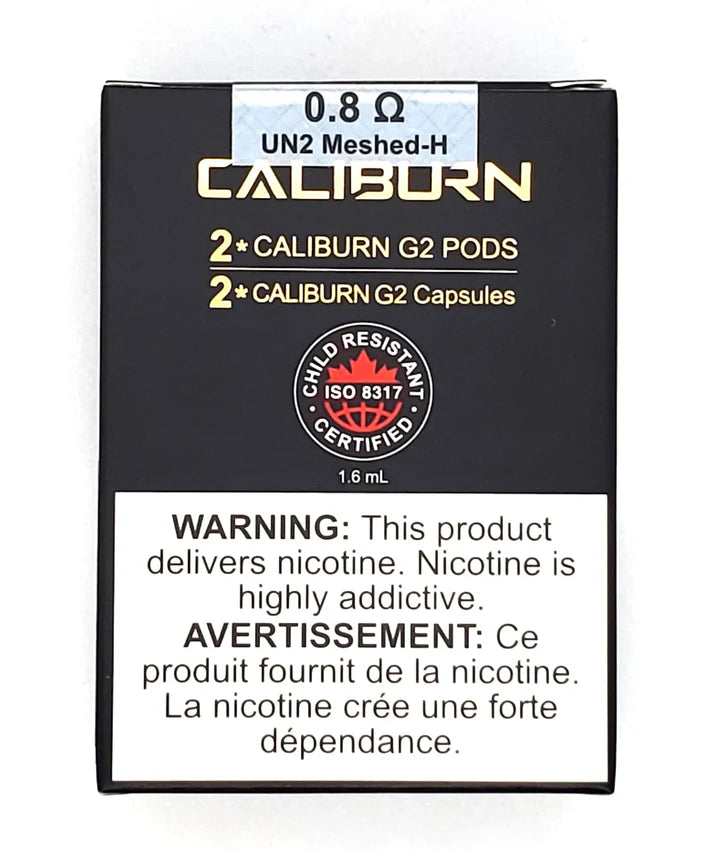 0.8 Ω
UN2 Meshed-H
CALIBURN
2* CALIBURN G2 PODS
2* CALIBURN G2 Capsules
CHILD RESISTANT
ISO 8317
• CERTIFIED •
1.6 mL
WARNING: This product
delivers nicotine. Nicotine is
highly addictive.
AVERTISSEMENT: Ce
produit fournit de la nicotine.
La nicotine crée une forte
dépendance.